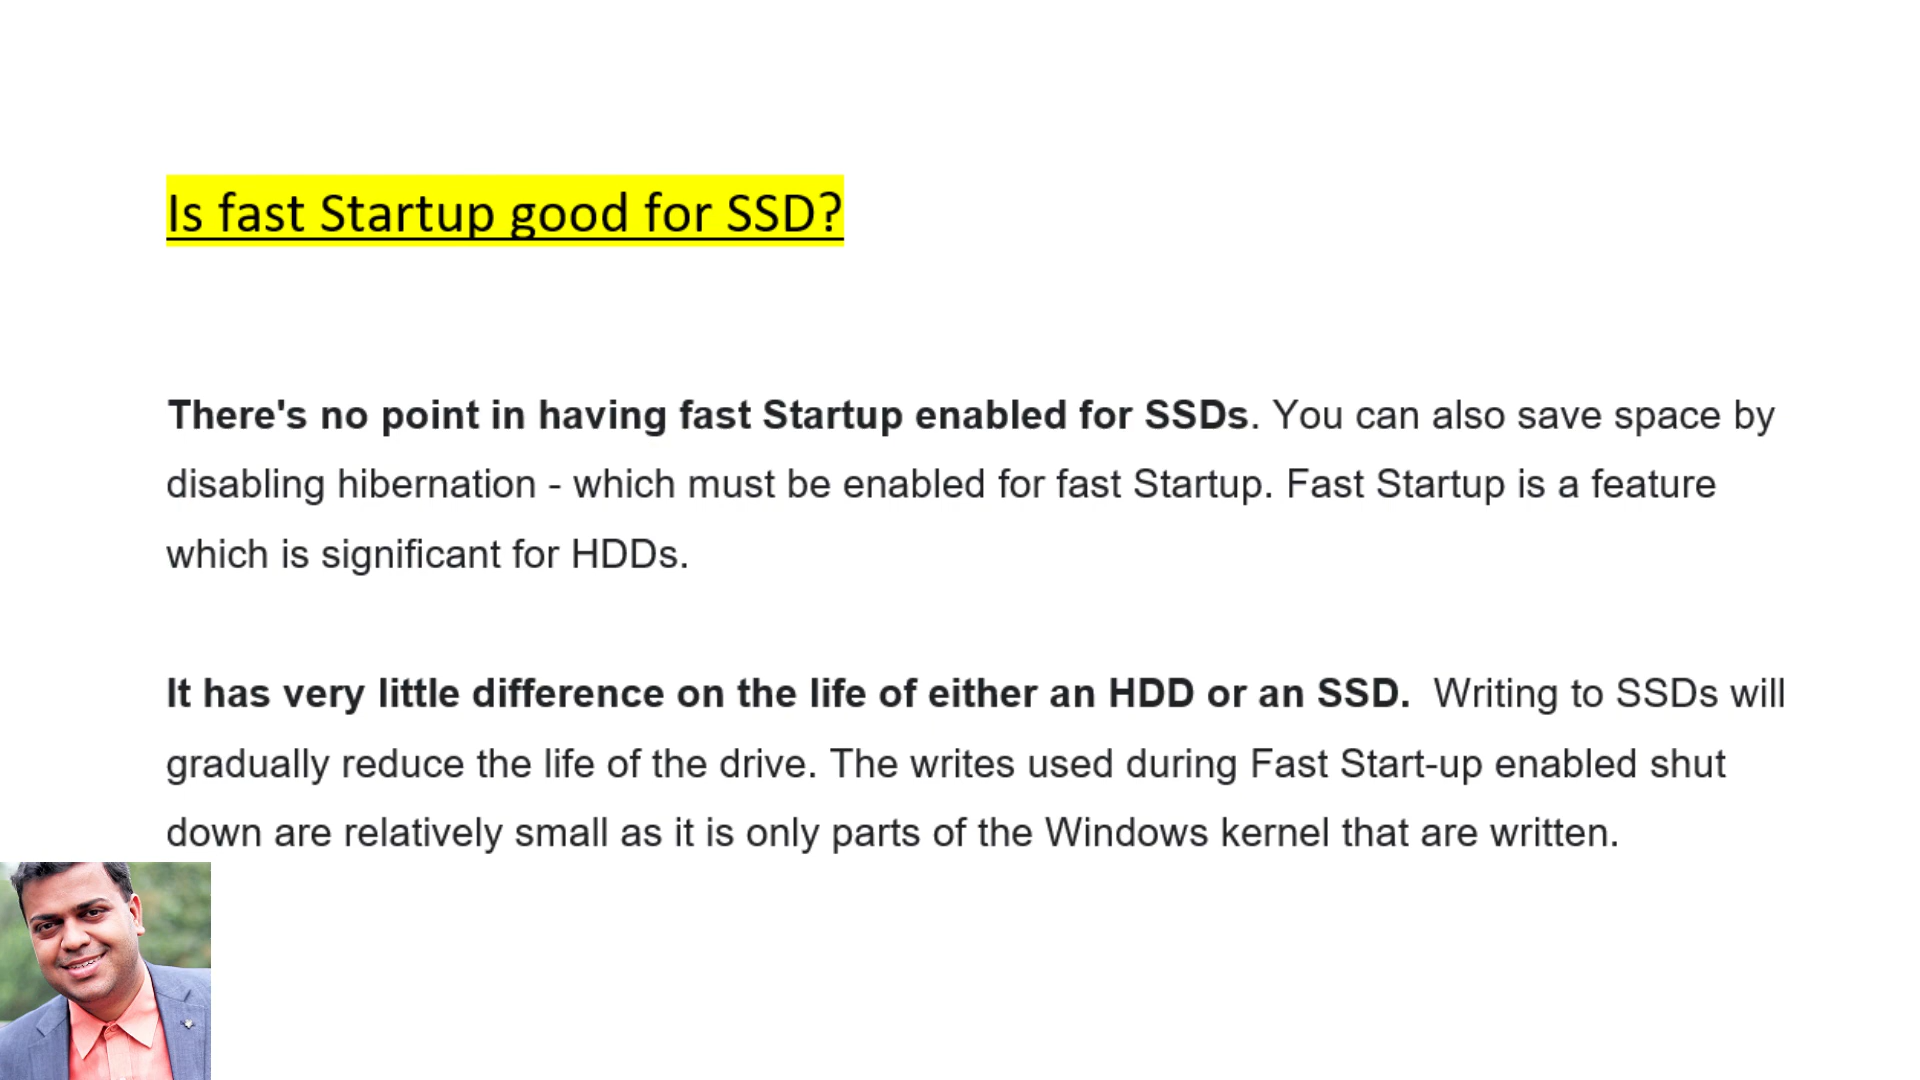 Is fast Startup good for SSD?
There's no point in having fast Startup enabled for SSDs. You can also save space by
disabling hibernation - which must be enabled for fast Startup. Fast Startup is a feature
which is significant for HDDs.
It has very little difference on the life of either an HDD or an SSD.  Writing to SSDs will
gradually reduce the life of the drive. The writes used during Fast Start-up enabled shut
down are relatively small as it is only parts of the Windows kernel that are written.